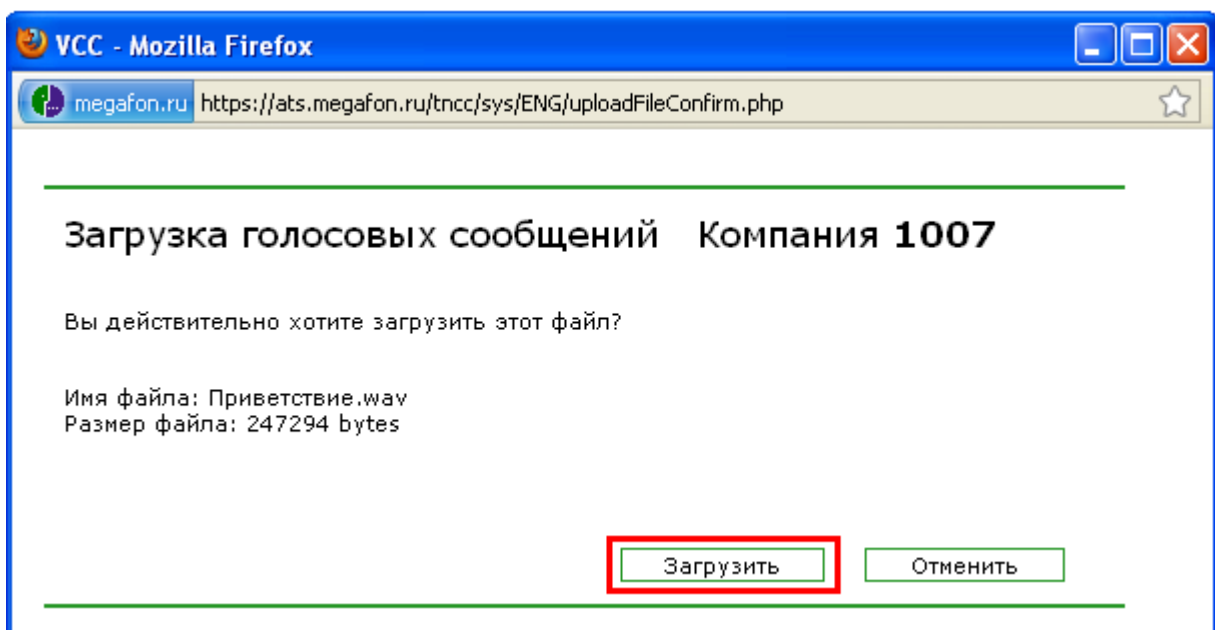 VCC - Mozilla Firefox
megafon.ru https://ats.megafon.ru/tncc/sys/ENG/uploadFileConfirm.php
Загрузка голосовых сообщений Компания 1007
Вы действительно хотите загрузить этот файл?
Имя файла: Приветствие.wav
Размер файла: 247294 bytes
Загрузить Отменить